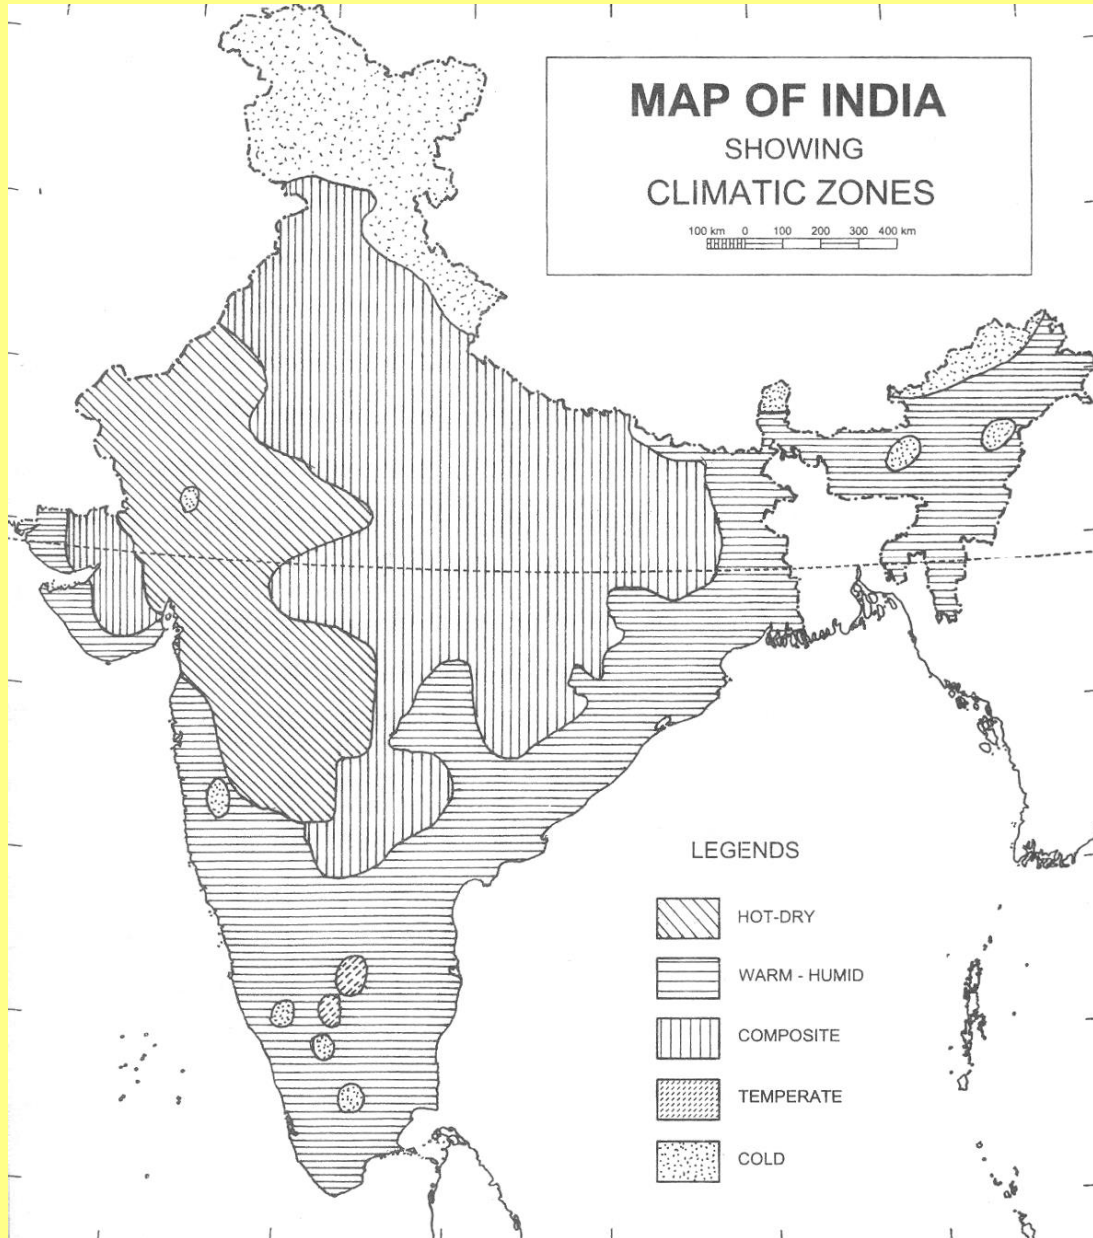 MAP OF INDIA
SHOWING
CLIMATIC ZONES
100 km 0 100 200 300 400 km
LEGENDS
HOT-DRY
WARM - HUMID
COMPOSITE
TEMPERATE
COLD